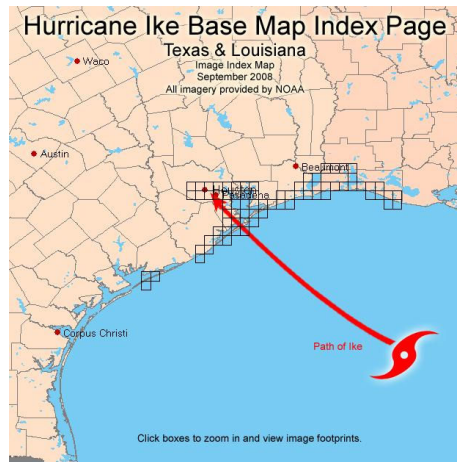 Hurricane Ike Base Map Index Page
Texas & Louisiana
Image Index Map
September 2008
All imagery provided by NOAA
Waco
Austin
Beaumont
Houston
Pasadena
Corpus Christi
Path of Ike
Click boxes to zoom in and view image footprints.